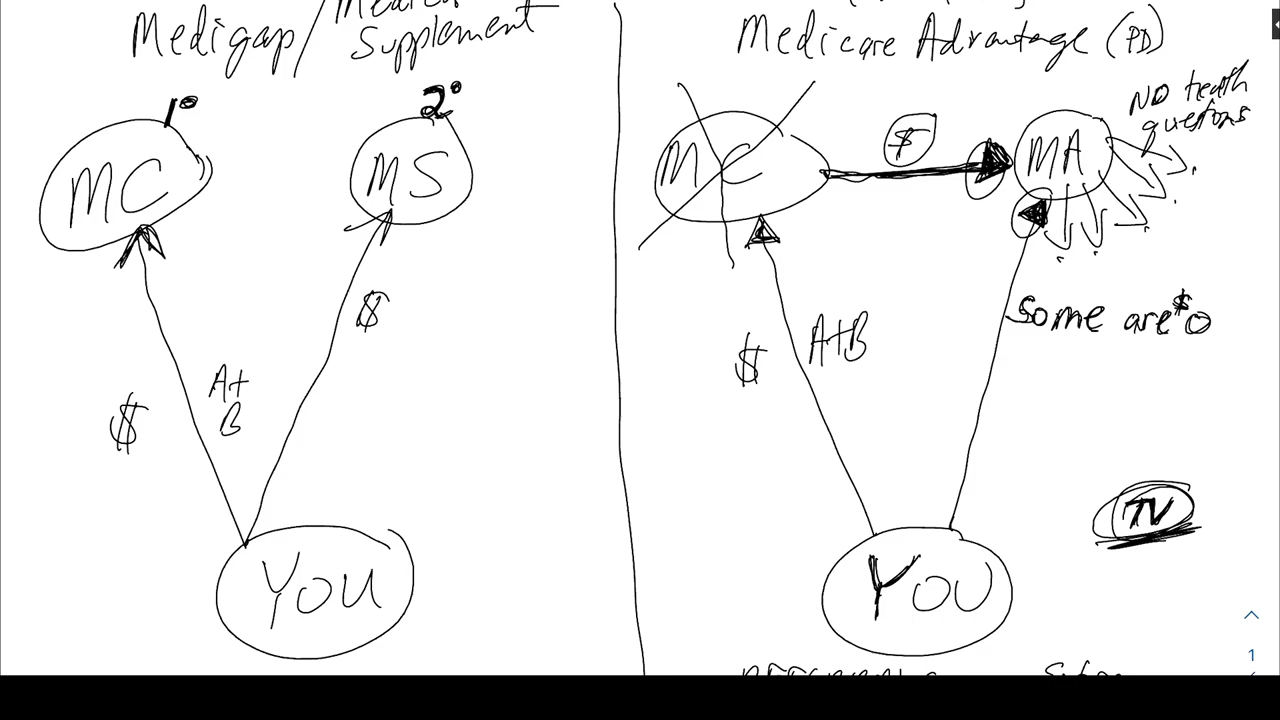 Medigap/
Supplement
1°
2°
MC
MS
$
A+
B
$
YOU
Medicare Advantage (PD)
NO health
questions
MC
$
MA
Some are $0
$
A+B
TV
YOU
1